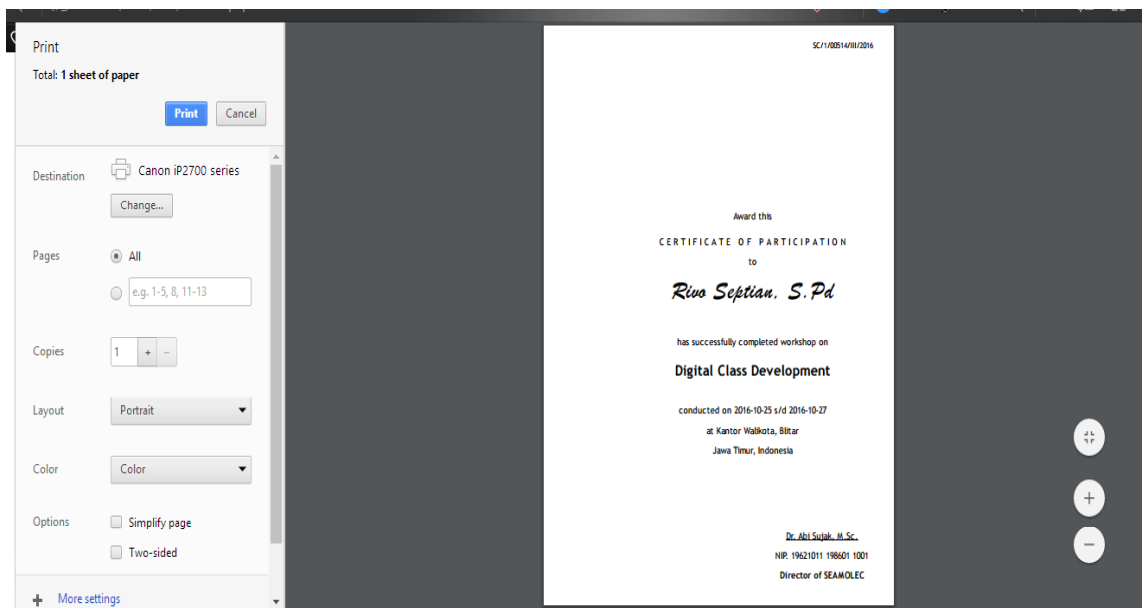 Print
Total: 1 sheet of paper
Print
Cancel
Destination
Canon iP2700 series
Change...
Pages
All
e.g. 1-5, 8, 11-13
Copies
1
+
−
Layout
Portrait
Color
Color
Options
Simplify page
Two-sided
+ More settings
SC/1/00514/III/2016
Award this
CERTIFICATE OF PARTICIPATION
to
Rivo Septian, S.Pd
has successfully completed workshop on
Digital Class Development
conducted on 2016-10-25 s/d 2016-10-27
at Kantor Walikota, Blitar
Jawa Timur, Indonesia
Dr. Abi Sujak, M.Sc.
NIP. 19621011 198601 1001
Director of SEAMOLEC